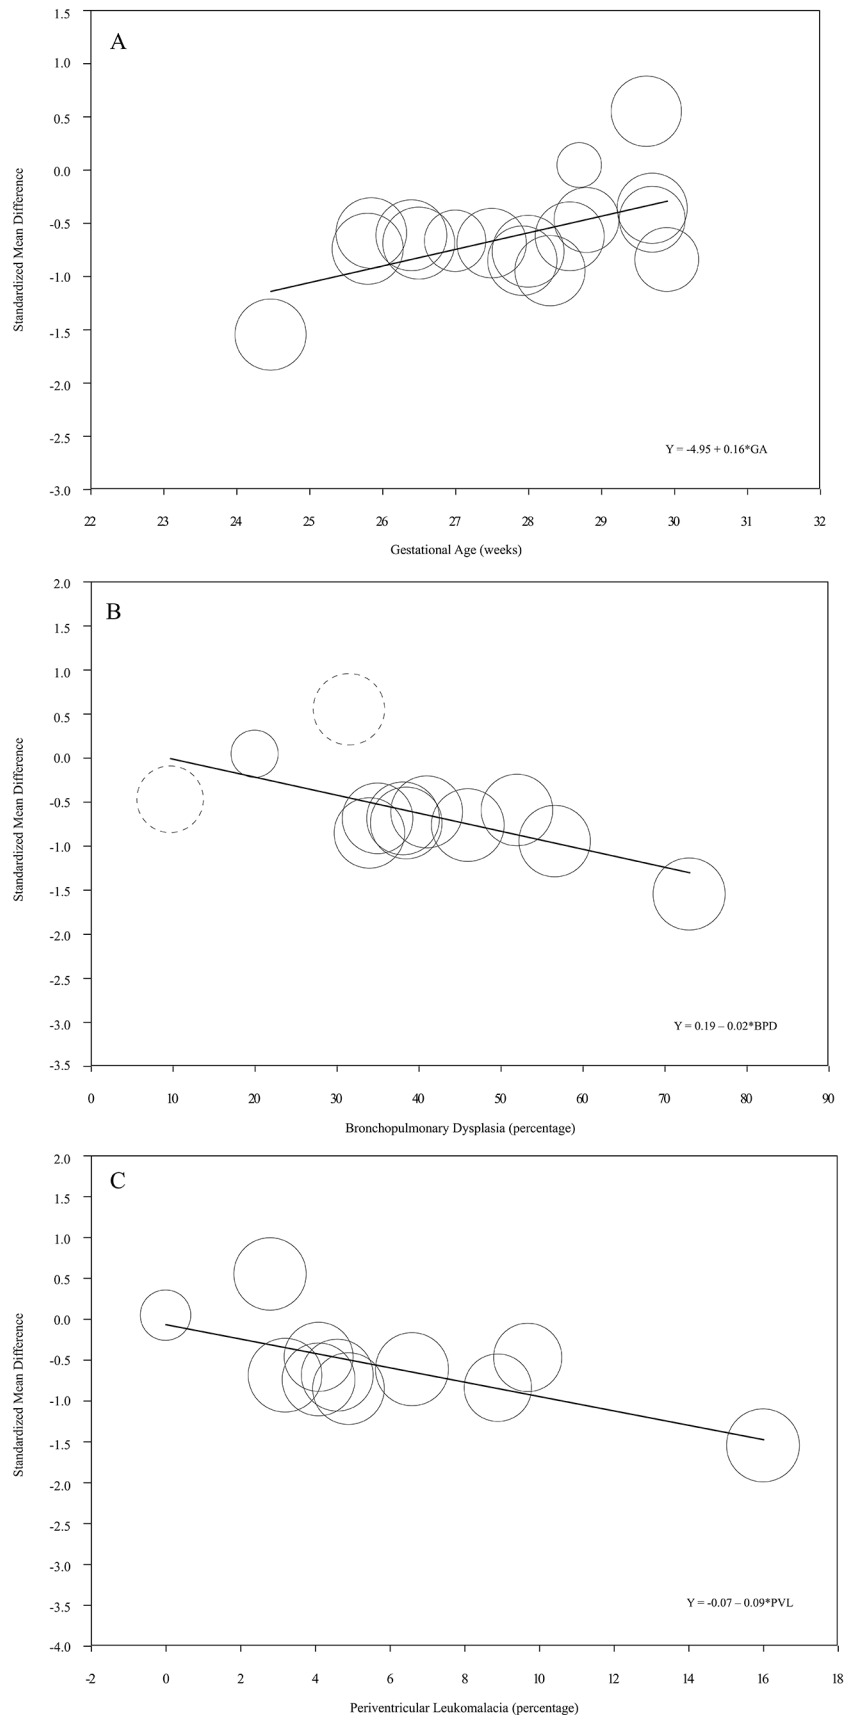 A
1.5
1.0
0.5
0.0
-0.5
-1.0
-1.5
-2.0
-2.5
-3.0
Standardized Mean Difference
Y = -4.95 + 0.16*GA
22 23 24 25 26 27 28 29 30 31 32
Gestational Age (weeks)
B
2.0
1.5
1.0
0.5
0.0
-0.5
-1.0
-1.5
-2.0
-2.5
-3.0
-3.5
Standardized Mean Difference
Y = 0.19 – 0.02*BPD
0 10 20 30 40 50 60 70 80 90
Bronchopulmonary Dysplasia (percentage)
C
2.0
1.5
1.0
0.5
0.0
-0.5
-1.0
-1.5
-2.0
-2.5
-3.0
-3.5
-4.0
Standardized Mean Difference
Y = -0.07 – 0.09*PVL
-2 0 2 4 6 8 10 12 14 16 18
Periventricular Leukomalacia (percentage)